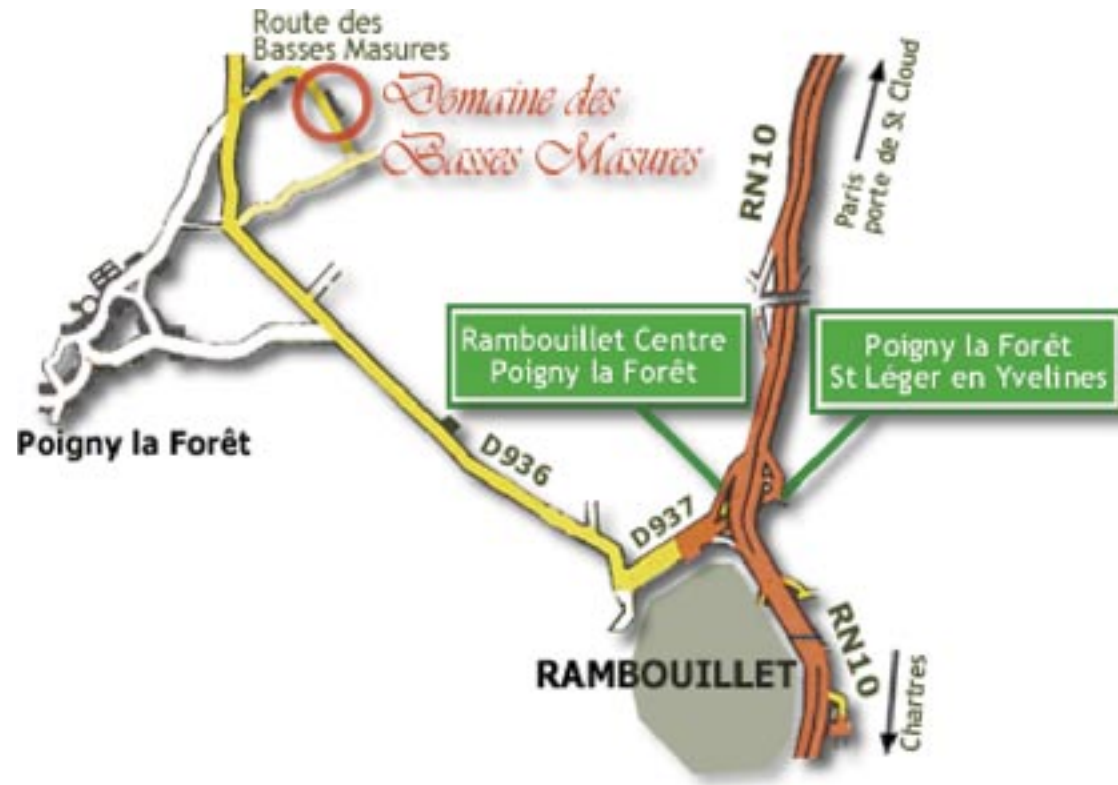 Route des
Basses Masures
Domaine des
Basses Masures
RN10
Paris
porte de St Cloud
Rambouillet Centre
Poigny la Forêt
Poigny la Forêt
St Léger en Yvelines
Poigny la Forêt
D936
D937
RAMBOUILLET
RN10
Chartres